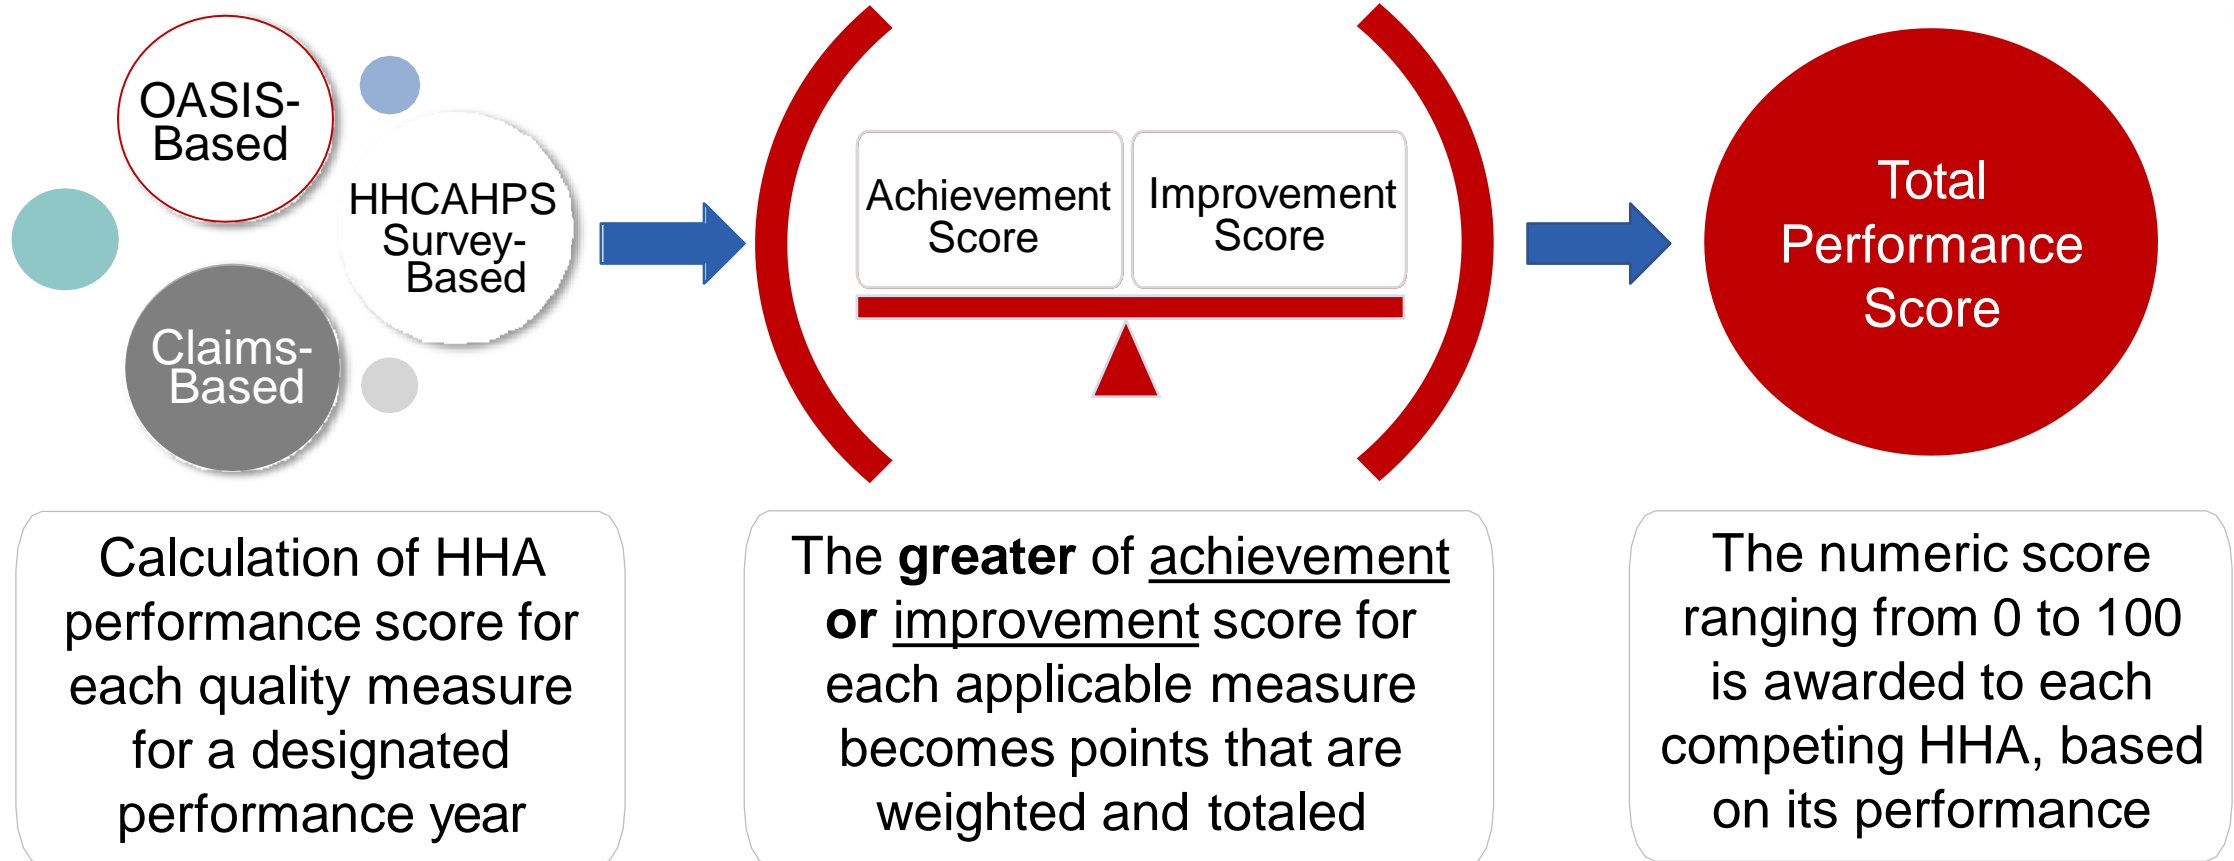 OASIS-
Based
HHCAHPS
Survey-
Based
Claims-
Based
Achievement
Score
Improvement
Score
Total
Performance
Score
Calculation of HHA
performance score for
each quality measure
for a designated
performance year
The greater of achievement
or improvement score for
each applicable measure
becomes points that are
weighted and totaled
The numeric score
ranging from 0 to 100
is awarded to each
competing HHA, based
on its performance